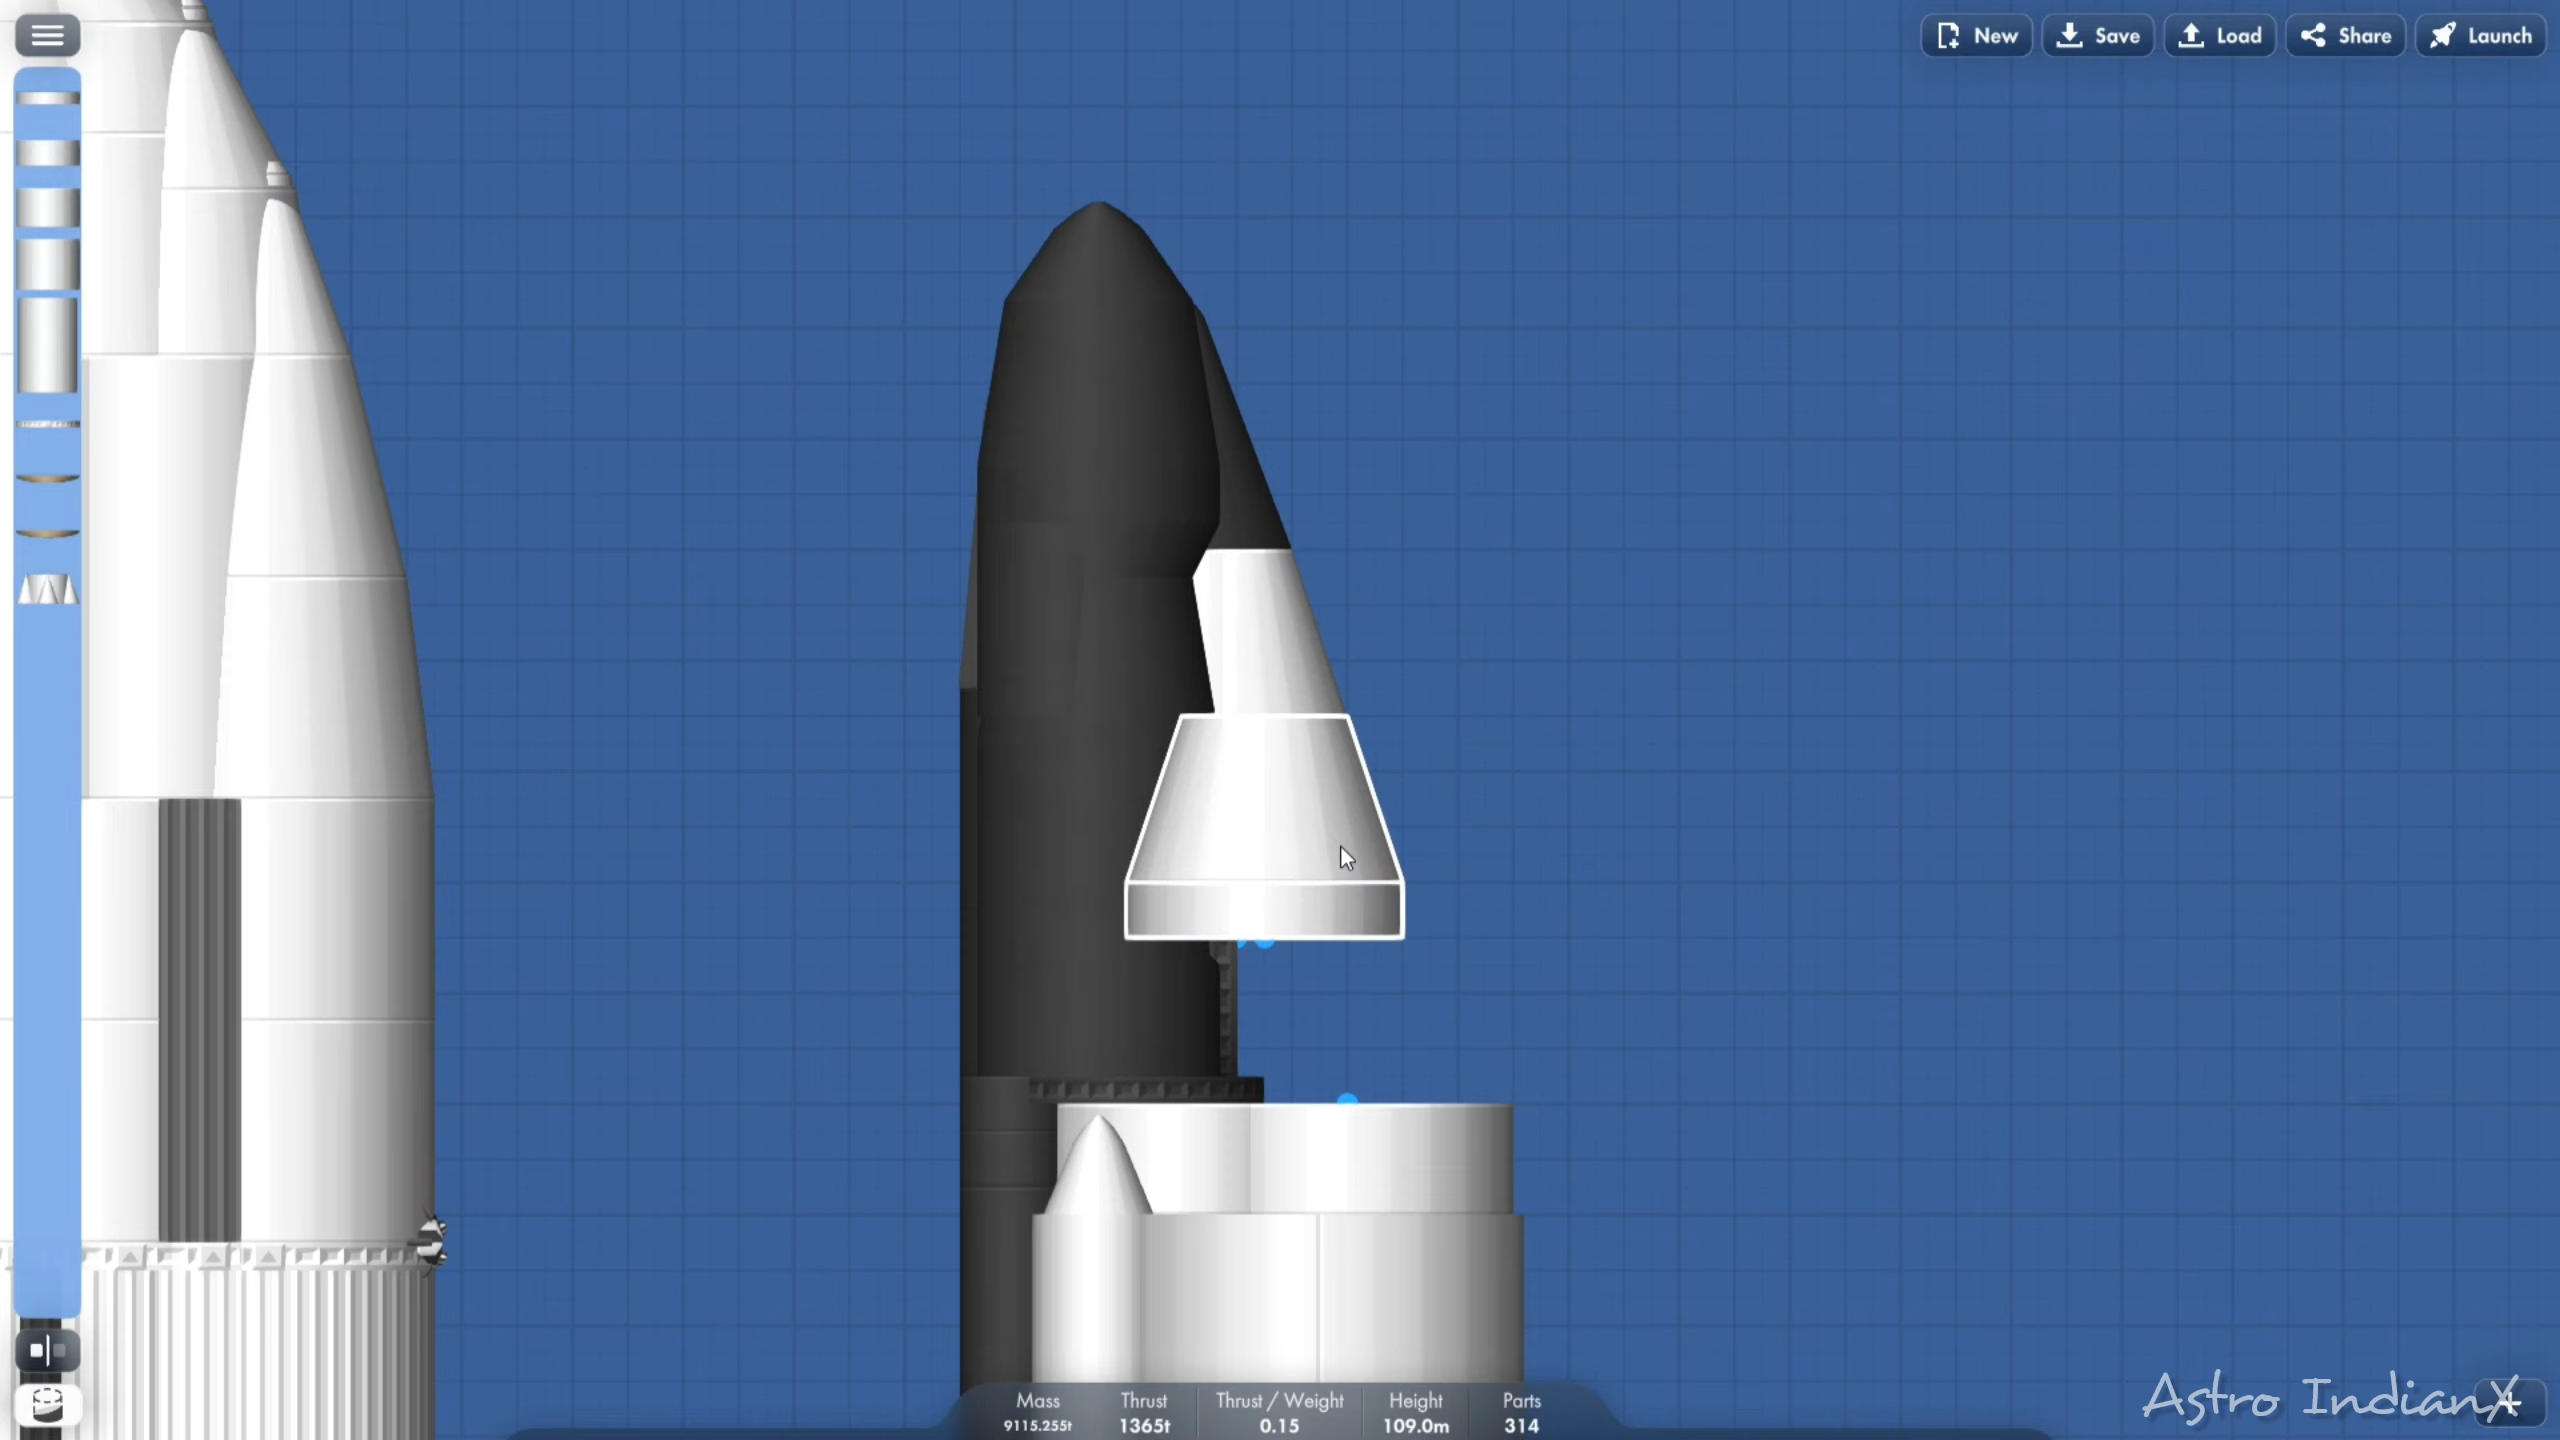 New Save Load Share Launch
Mass Thrust Thrust / Weight Height Parts
9115.255t 1365t 0.15 109.0m 314
Astro IndianX